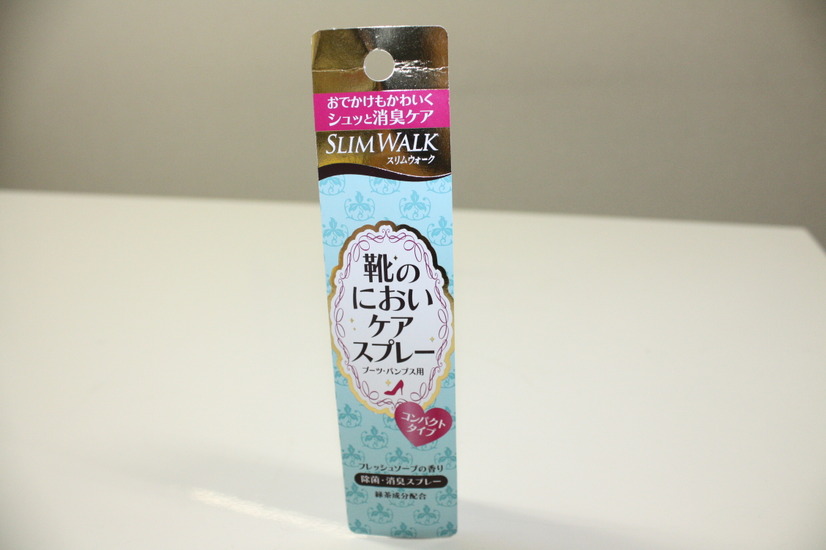 おでかけもかわいく
シュッと消臭ケア
SLIMWALK
スリムウォーク
靴の
におい
ケア
スプレー
ブーツ・パンプス用
コンパクト
タイプ
フレッシュソープの香り
除菌・消臭スプレー
緑茶成分配合